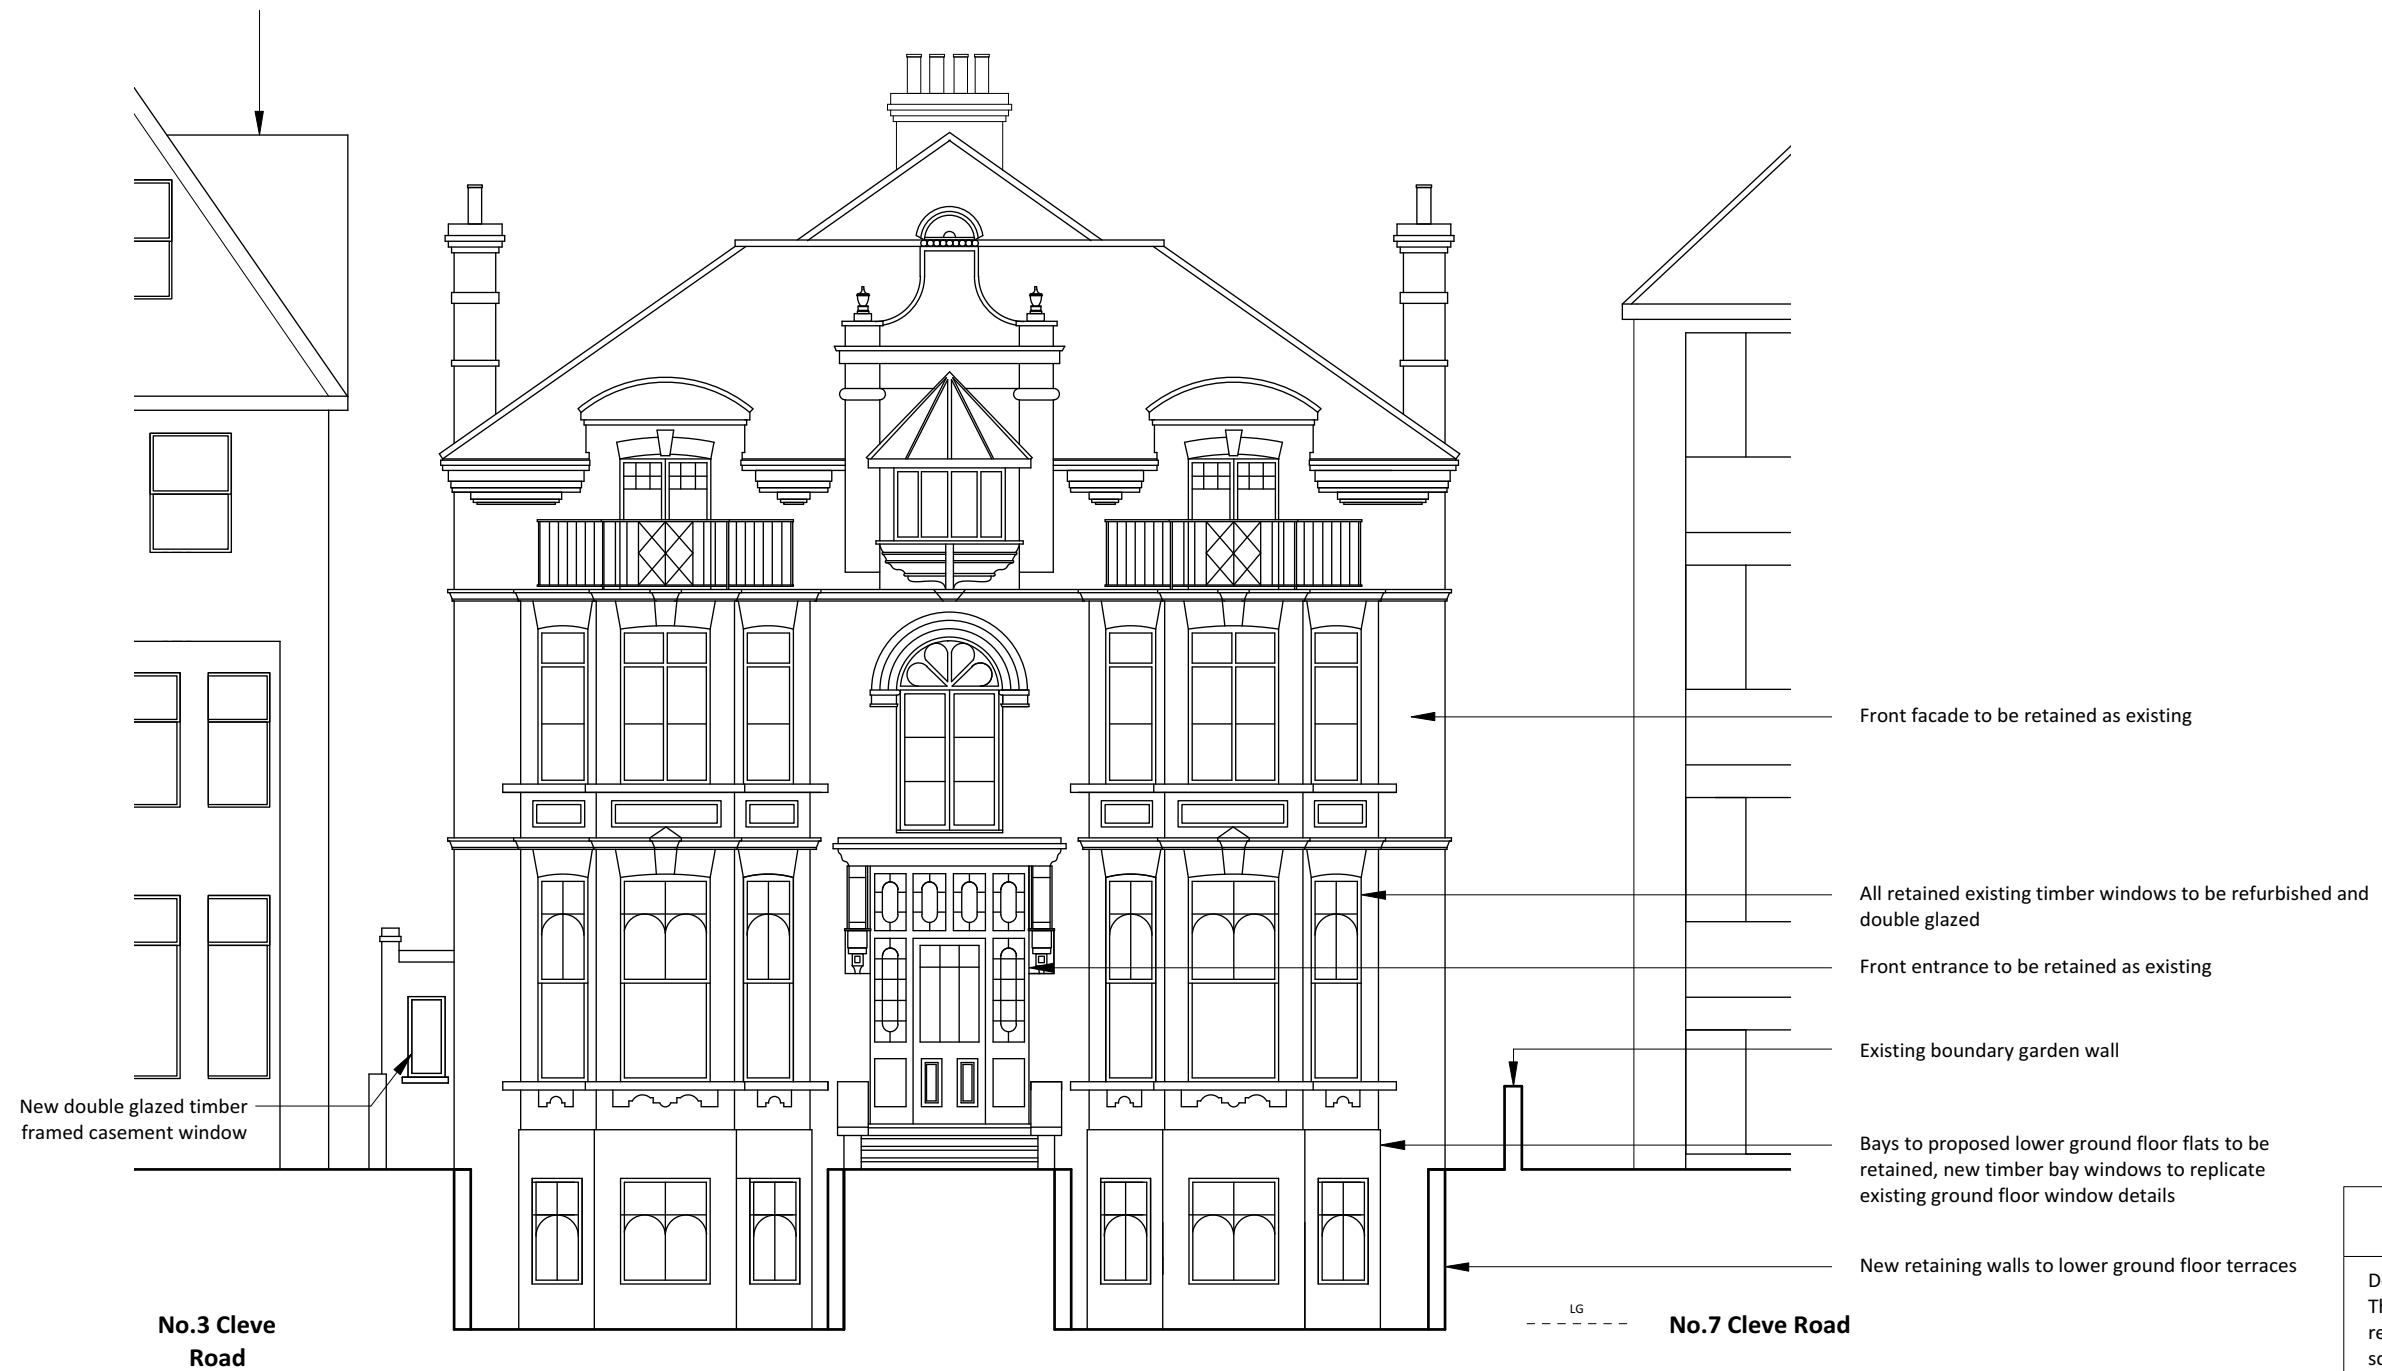 Front facade to be retained as existing
All retained existing timber windows to be refurbished and
double glazed
Front entrance to be retained as existing
Existing boundary garden wall
New double glazed timber
framed casement window
Bays to proposed lower ground floor flats to be
retained, new timber bay windows to replicate
existing ground floor window details
New retaining walls to lower ground floor terraces
LG
No.3 Cleve
Road
No.7 Cleve Road